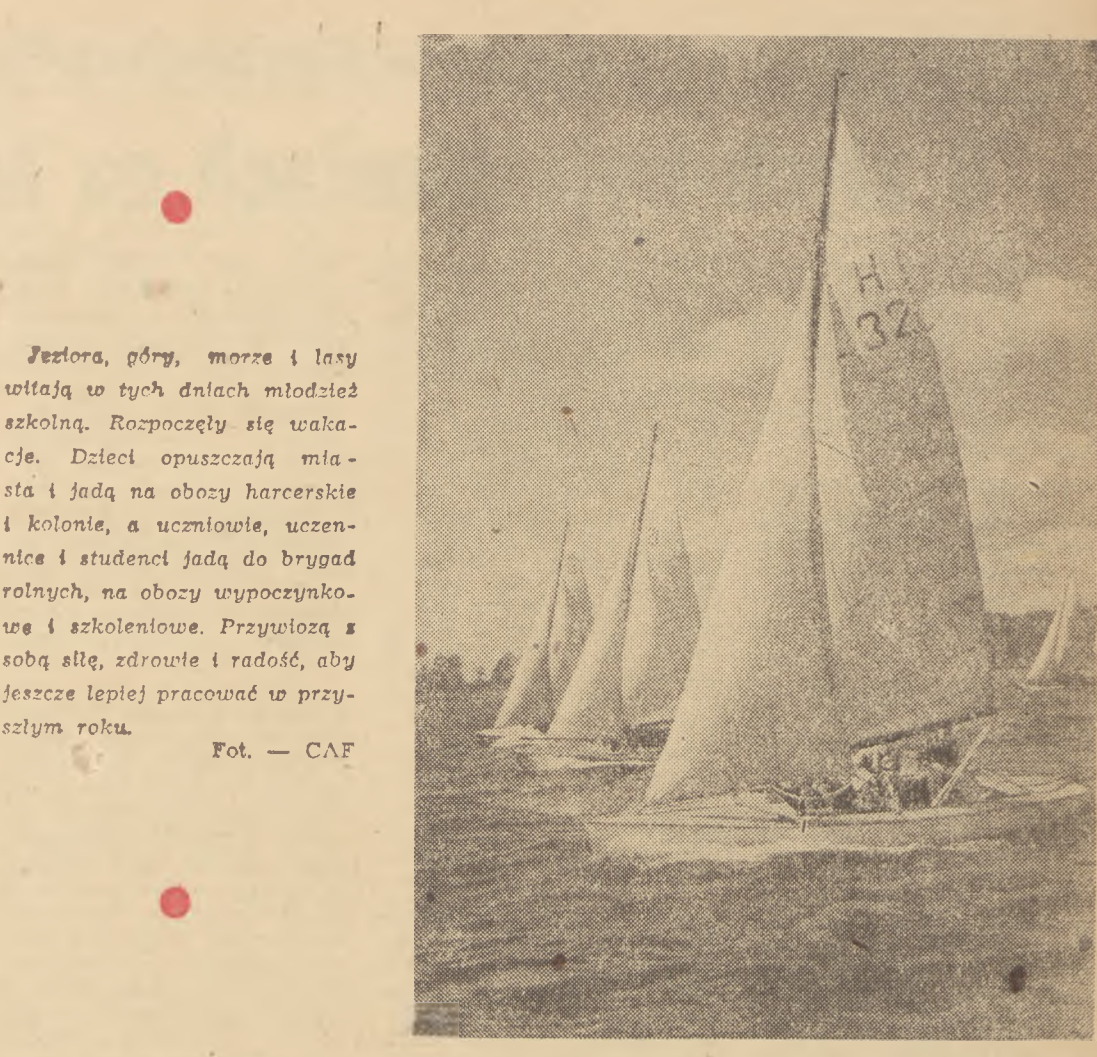 Jeziora, góry, morze i lasy
witają w tych dniach młodzież
szkolną. Rozpoczęły się waka-
cje. Dzieci opuszczają mia-
sta i jadą na obozy harcerskie
i kolonie, a uczniowie, uczen-
nice i studenci jadą do brygad
rolnych, na obozy wypoczynko-
we i szkoleniowe. Przywiozą z
sobą siłę, zdrowie i radość, aby
jeszcze lepiej pracować w przy-
szłym roku.
Fot. — CAF
H
32